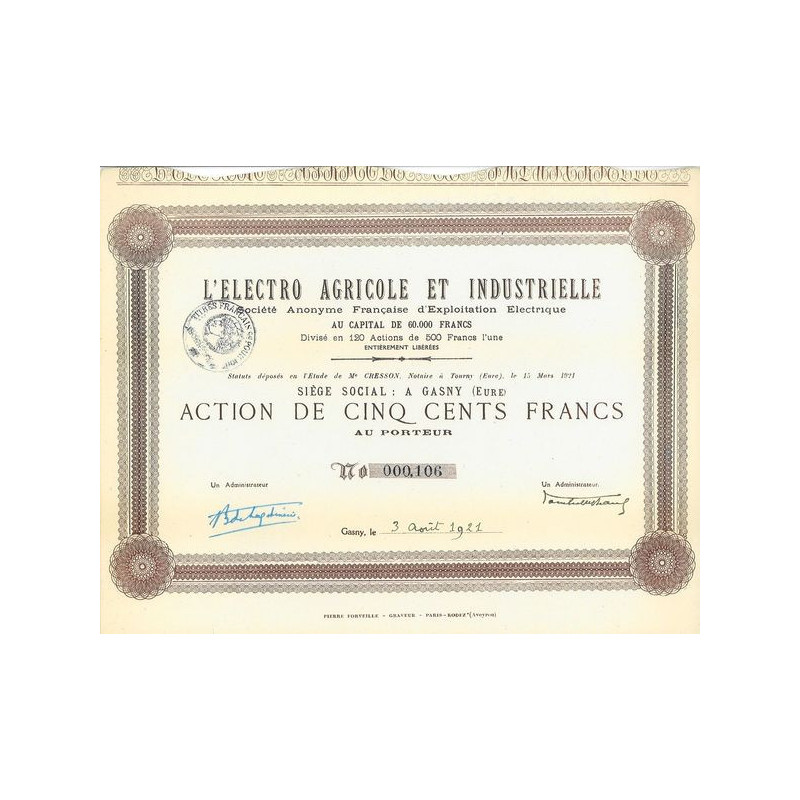 L'ELECTRO AGRICOLE ET INDUSTRIELLE
Société Anonyme Française d'Exploitation Electrique
AU CAPITAL DE 60.000 FRANCS
Divisé en 120 Actions de 500 Francs l'une
ENTIÈREMENT LIBÉRÉES
Statuts déposés en l'Etude de Me CRESSON, Notaire à Tourny (Eure), le 15 Mars 1921
SIÈGE SOCIAL : A GASNY (EURE)
ACTION DE CINQ CENTS FRANCS
AU PORTEUR
No 000,106
Un Administrateur
Un Administrateur.
Gasny, le 3 Août 1921
PIERRE FORVEILLE - GRAVEUR - PARIS-RODEZ (Aveyron)